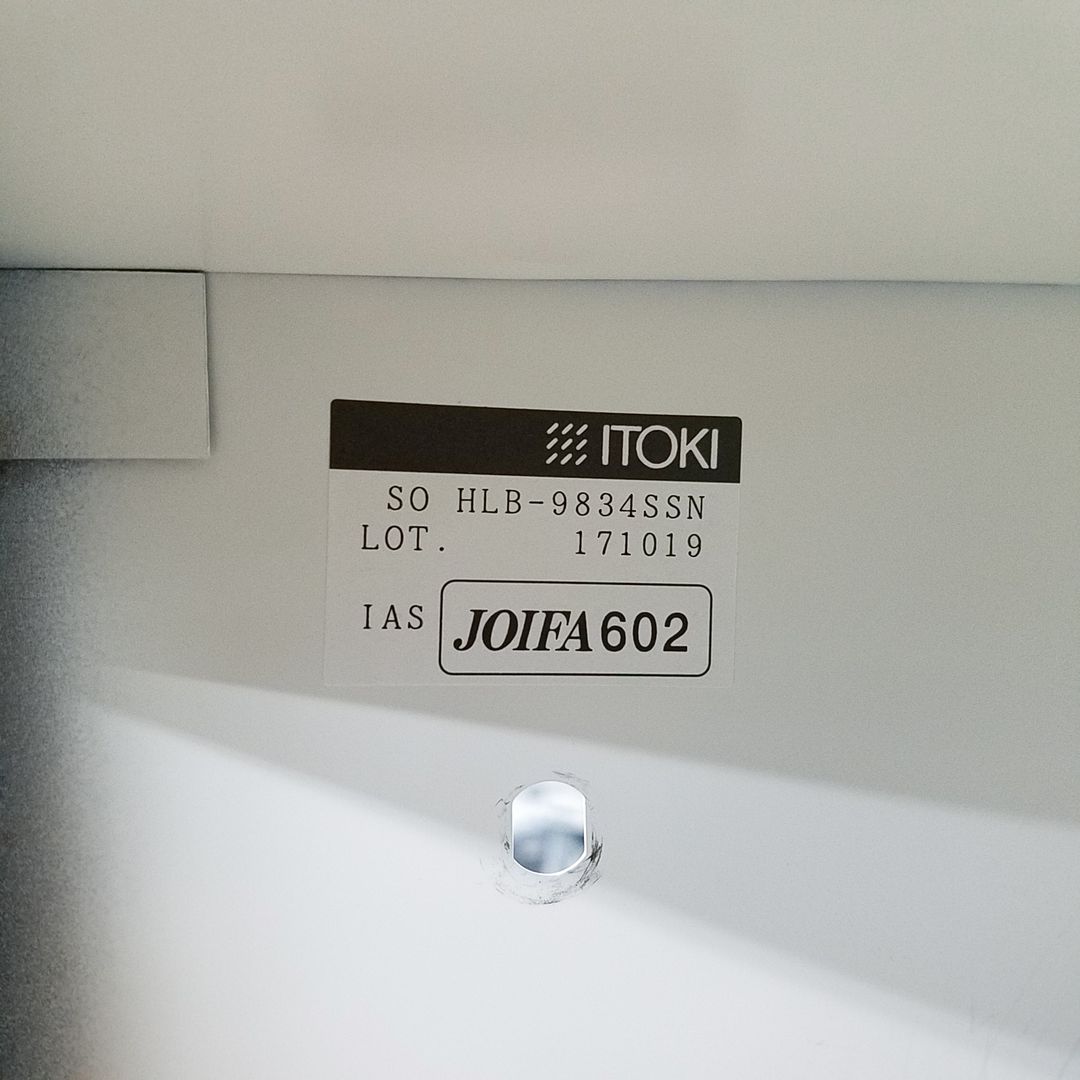 ITOKI
SO HLB-9834SSN
LOT. 171019
IAS JOIFA602